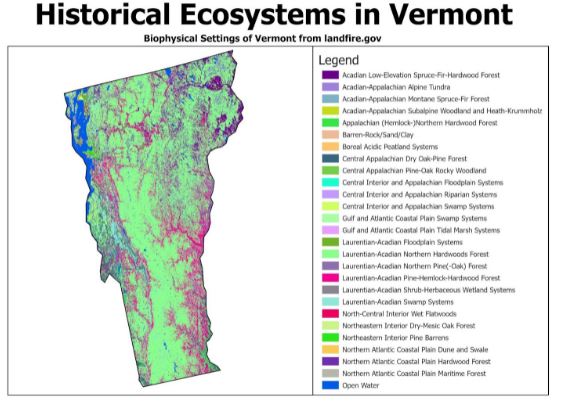 Historical Ecosystems in Vermont
Biophysical Settings of Vermont from landfire.gov
Legend
Acadian Low-Elevation Spruce-Fir-Hardwood Forest
Acadian-Appalachian Alpine Tundra
Acadian-Appalachian Montane Spruce-Fir Forest
Acadian-Appalachian Subalpine Woodland and Heath-Krummholz
Appalachian (Hemlock-)Northern Hardwood Forest
Barren-Rock/Sand/Clay
Boreal Acidic Peatland Systems
Central Appalachian Dry Oak-Pine Forest
Central Appalachian Pine-Oak Rocky Woodland
Central Interior and Appalachian Floodplain Systems
Central Interior and Appalachian Riparian Systems
Central Interior and Appalachian Swamp Systems
Gulf and Atlantic Coastal Plain Swamp Systems
Gulf and Atlantic Coastal Plain Tidal Marsh Systems
Laurentian-Acadian Floodplain Systems
Laurentian-Acadian Northern Hardwoods Forest
Laurentian-Acadian Northern Pine(-Oak) Forest
Laurentian-Acadian Pine-Hemlock-Hardwood Forest
Laurentian-Acadian Shrub-Herbaceous Wetland Systems
Laurentian-Acadian Swamp Systems
North-Central Interior Wet Flatwoods
Northeastern Interior Dry-Mesic Oak Forest
Northeastern Interior Pine Barrens
Northern Atlantic Coastal Plain Dune and Swale
Northern Atlantic Coastal Plain Hardwood Forest
Northern Atlantic Coastal Plain Maritime Forest
Open Water